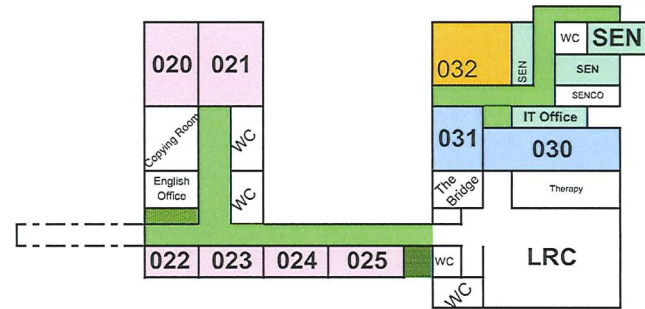 020
021
032
SEN
WC
SEN
SEN
SENCO
Copying Room
WC
031
IT Office
030
English
Office
WC
The
Bridge
Therapy
022
023
024
025
WC
LRC
WC